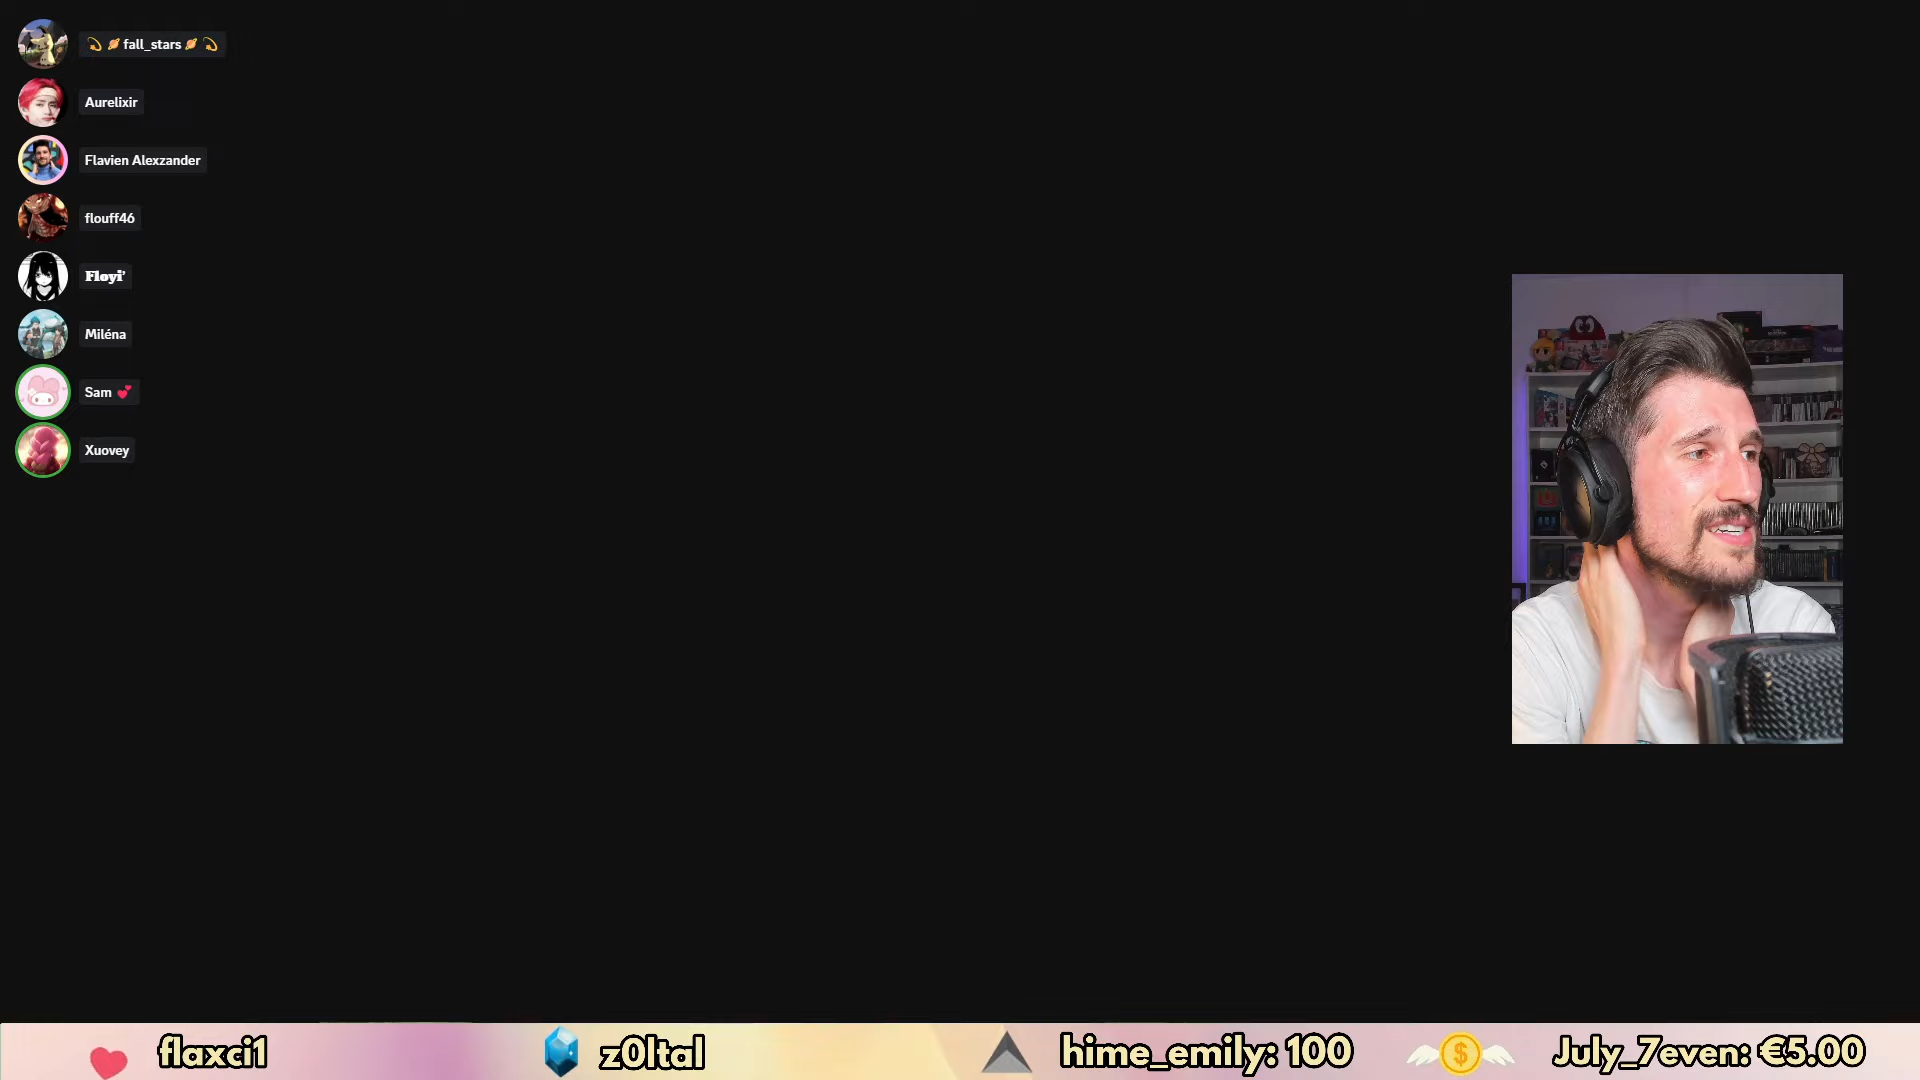 fall_stars
Aurelixir
Flavien Alexzander
flouff46
Floyi'
Miléna
Sam
Xuovey
flaxci1
z0ltal
hime_emily: 100
July_7even: €5.00